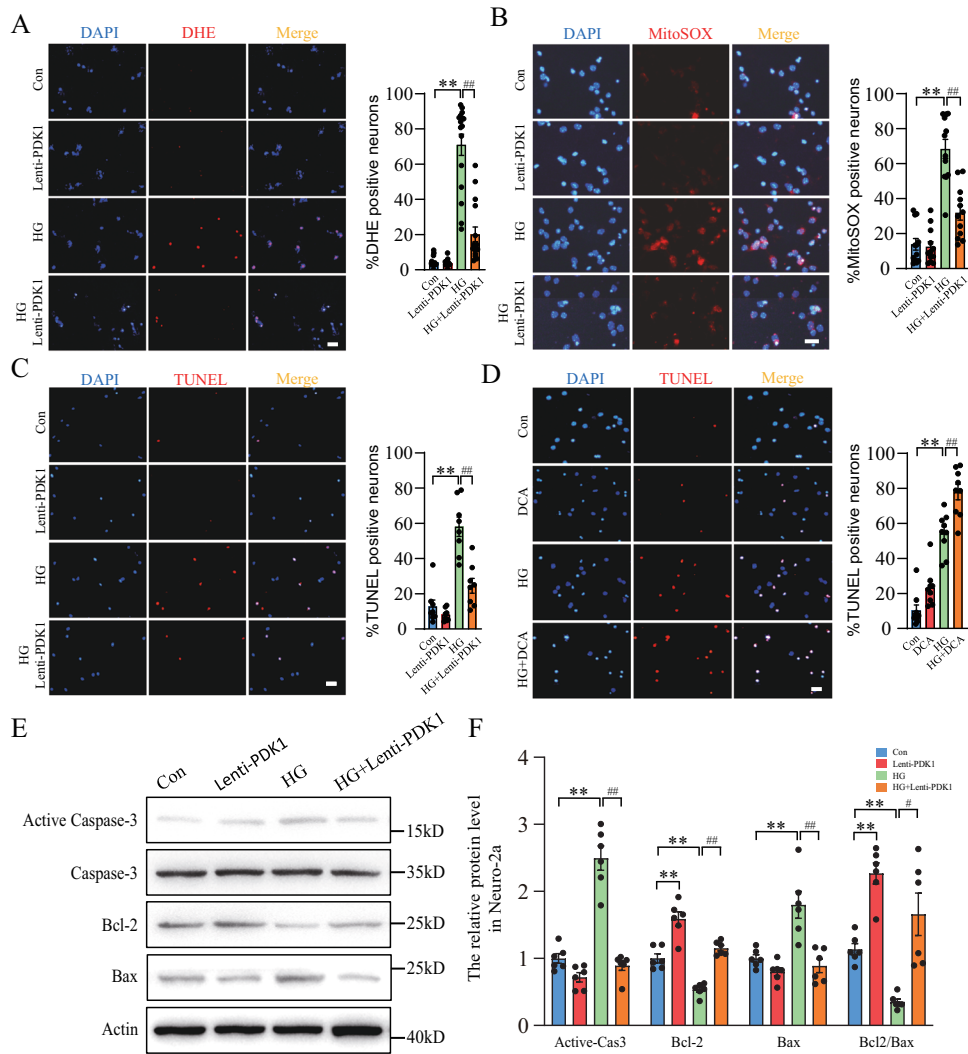 A
DAPI DHE Merge
Con
Lenti-PDK1
HG
HG
Lenti-PDK1
%DHE positive neurons
100
80
60
40
20
0
** ##
Con
Lenti-PDK1
HG
HG+Lenti-PDK1
B
DAPI MitoSOX Merge
Con
Lenti-PDK1
HG
HG
Lenti-PDK1
%MitoSOX positive neurons
100
80
60
40
20
0
** ##
Con
Lenti-PDK1
HG
HG+Lenti-PDK1
C
DAPI TUNEL Merge
Con
Lenti-PDK1
HG
HG
Lenti-PDK1
%TUNEL positive neurons
100
80
60
40
20
0
** ##
Con
Lenti-PDK1
HG
HG+Lenti-PDK1
D
DAPI TUNEL Merge
Con
DCA
HG
HG+DCA
%TUNEL positive neurons
100
80
60
40
20
0
** ##
Con
DCA
HG
HG+DCA
E
Con Lenti-PDK1 HG HG+Lenti-PDK1
Active Caspase-3 15kD
Caspase-3 35kD
Bcl-2 25kD
Bax 25kD
Actin 40kD
F
The relative protein level
in Neuro-2a
4
3
2
1
0
Con
Lenti-PDK1
HG
HG+Lenti-PDK1
** ##
** ** ##
** ##
** ** #
Active-Cas3 Bcl-2 Bax Bcl2/Bax